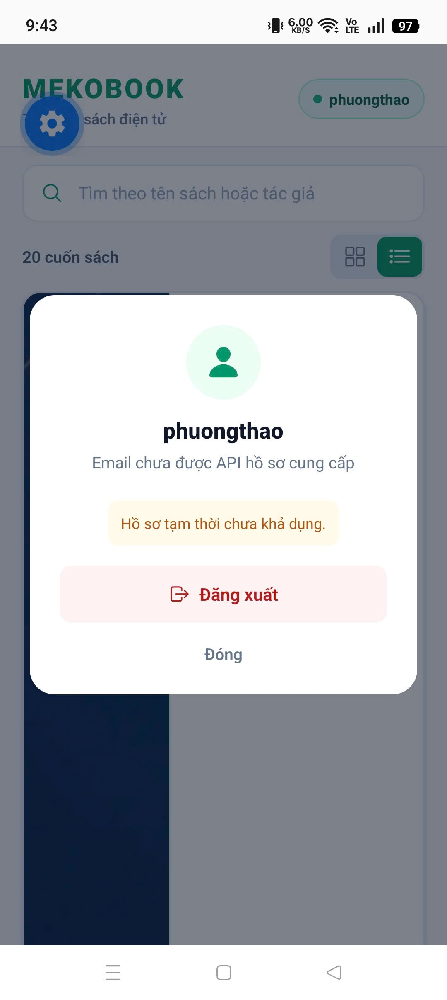 9:43
6.00
KB/S
Vo
LTE
97
MEKOBOOK
phuongthao
sách điện tử
Tìm theo tên sách hoặc tác giả
20 cuốn sách
phuongthao
Email chưa được API hồ sơ cung cấp
Hồ sơ tạm thời chưa khả dụng.
Đăng xuất
Đóng